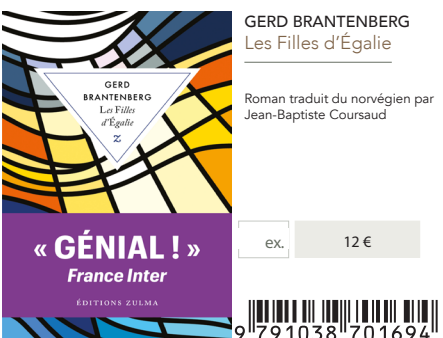 GERD
BRANTENBERG
Les Filles
d’Égalie
Z
« GÉNIAL ! »
France Inter
ÉDITIONS ZULMA
GERD BRANTENBERG
Les Filles d’Égalie
Roman traduit du norvégien par
Jean-Baptiste Coursaud
ex.
12 €
9 791038 701694